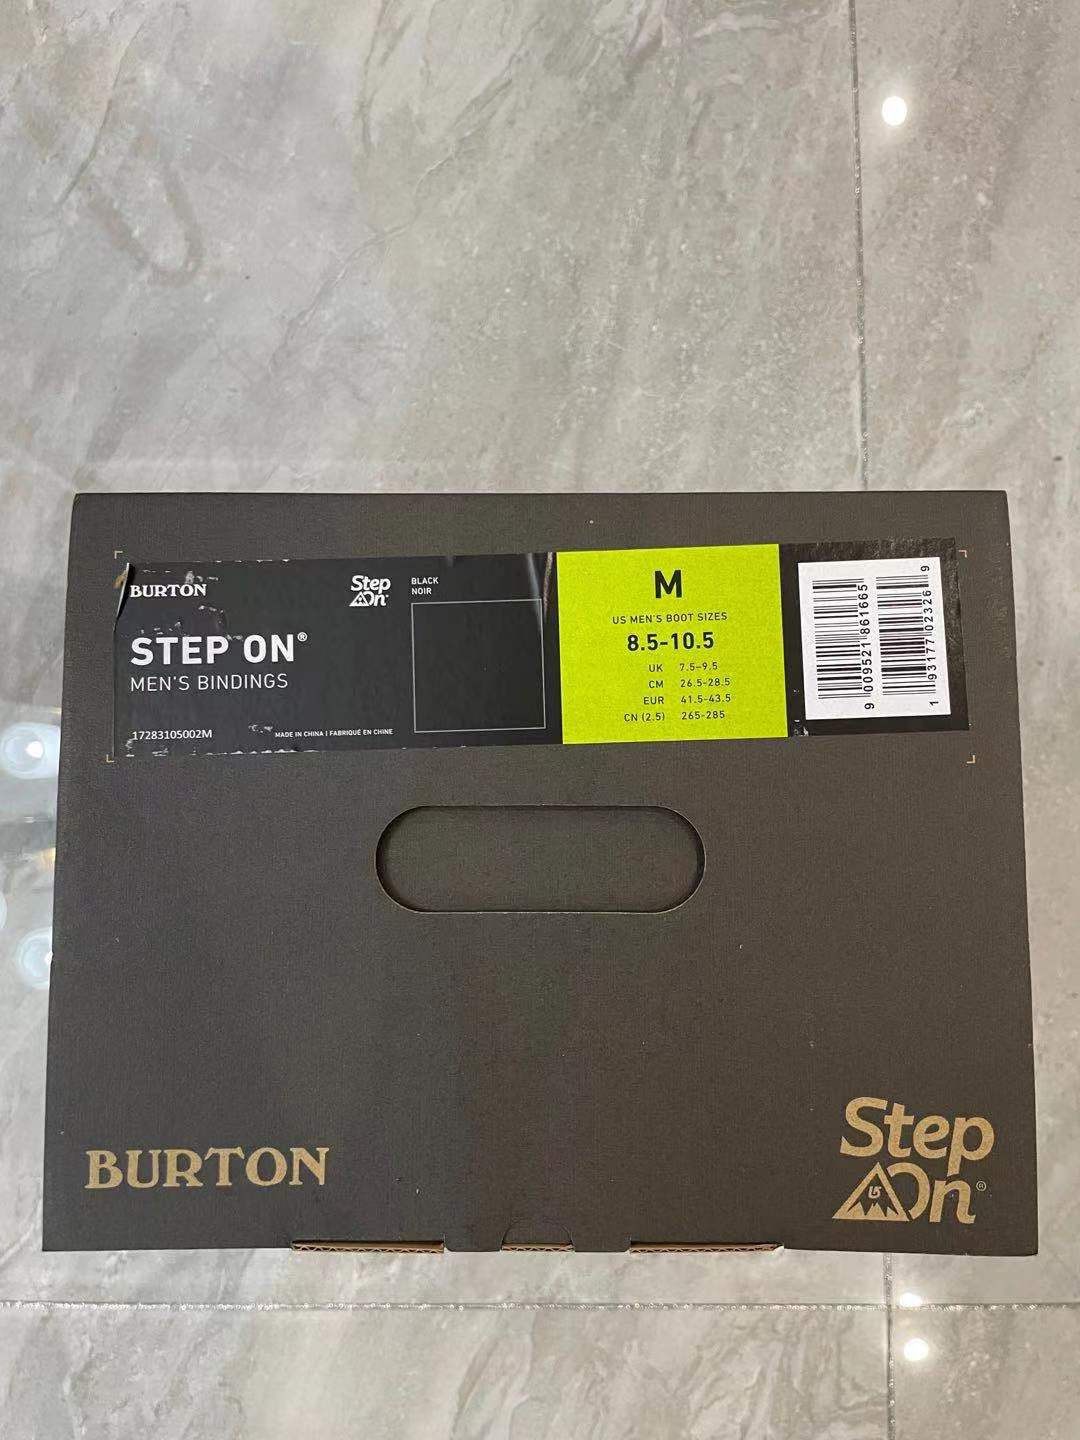 BURTON
Step
On
STEP ON®
MEN'S BINDINGS
17283105002M
MADE IN CHINA | FABRIQUÉ EN CHINE
BLACK
NOIR
M
US MEN'S BOOT SIZES
8.5-10.5
UK 7.5-9.5
CM 26.5-28.5
EUR 41.5-43.5
CN (2.5) 265-285
9 009521 861665
1 93177 02326 9
BURTON
Step
On®